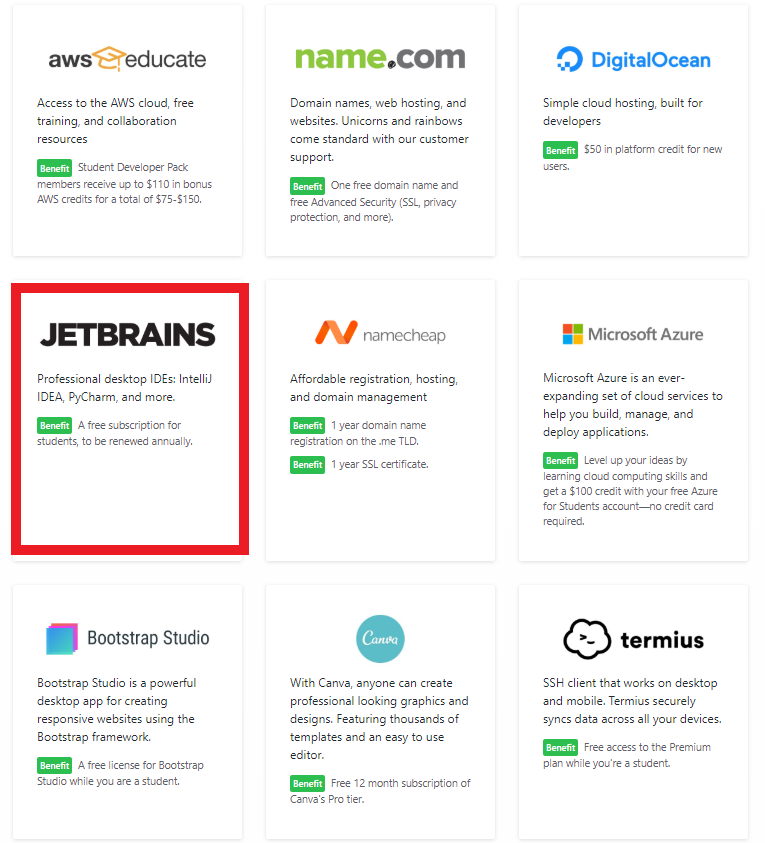 aws educate
Access to the AWS cloud, free
training, and collaboration
resources
Benefit Student Developer Pack
members receive up to $110 in bonus
AWS credits for a total of $75-$150.
name.com
Domain names, web hosting, and
websites. Unicorns and rainbows
come standard with our customer
support.
Benefit One free domain name and
free Advanced Security (SSL, privacy
protection, and more).
DigitalOcean
Simple cloud hosting, built for
developers
Benefit $50 in platform credit for new
users.
JETBRAINS
Professional desktop IDEs: IntelliJ
IDEA, PyCharm, and more.
Benefit A free subscription for
students, to be renewed annually.
namecheap
Affordable registration, hosting,
and domain management
Benefit 1 year domain name
registration on the .me TLD.
Benefit 1 year SSL certificate.
Microsoft Azure
Microsoft Azure is an ever-
expanding set of cloud services to
help you build, manage, and
deploy applications.
Benefit Level up your ideas by
learning cloud computing skills and
get a $100 credit with your free Azure
for Students account—no credit card
required.
Bootstrap Studio
Bootstrap Studio is a powerful
desktop app for creating
responsive websites using the
Bootstrap framework.
Benefit A free license for Bootstrap
Studio while you are a student.
Canva
With Canva, anyone can create
professional looking graphics and
designs. Featuring thousands of
templates and an easy to use
editor.
Benefit Free 12 month subscription of
Canva's Pro tier.
termius
SSH client that works on desktop
and mobile. Termius securely
syncs data across all your devices.
Benefit Free access to the Premium
plan while you're a student.